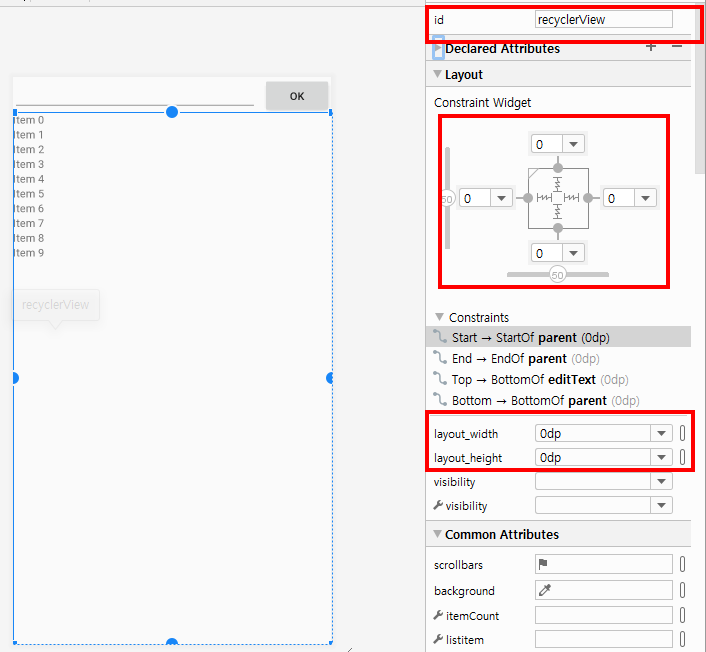 OK
Item 0
Item 1
Item 2
Item 3
Item 4
Item 5
Item 6
Item 7
Item 8
Item 9
recyclerView
id recyclerView
Declared Attributes + −
Layout
Constraint Widget
0
50 0 0
0
50
Constraints
Start → StartOf parent (0dp)
End → EndOf parent (0dp)
Top → BottomOf editText (0dp)
Bottom → BottomOf parent (0dp)
layout_width 0dp
layout_height 0dp
visibility
visibility
Common Attributes
scrollbars
background
itemCount
listitem